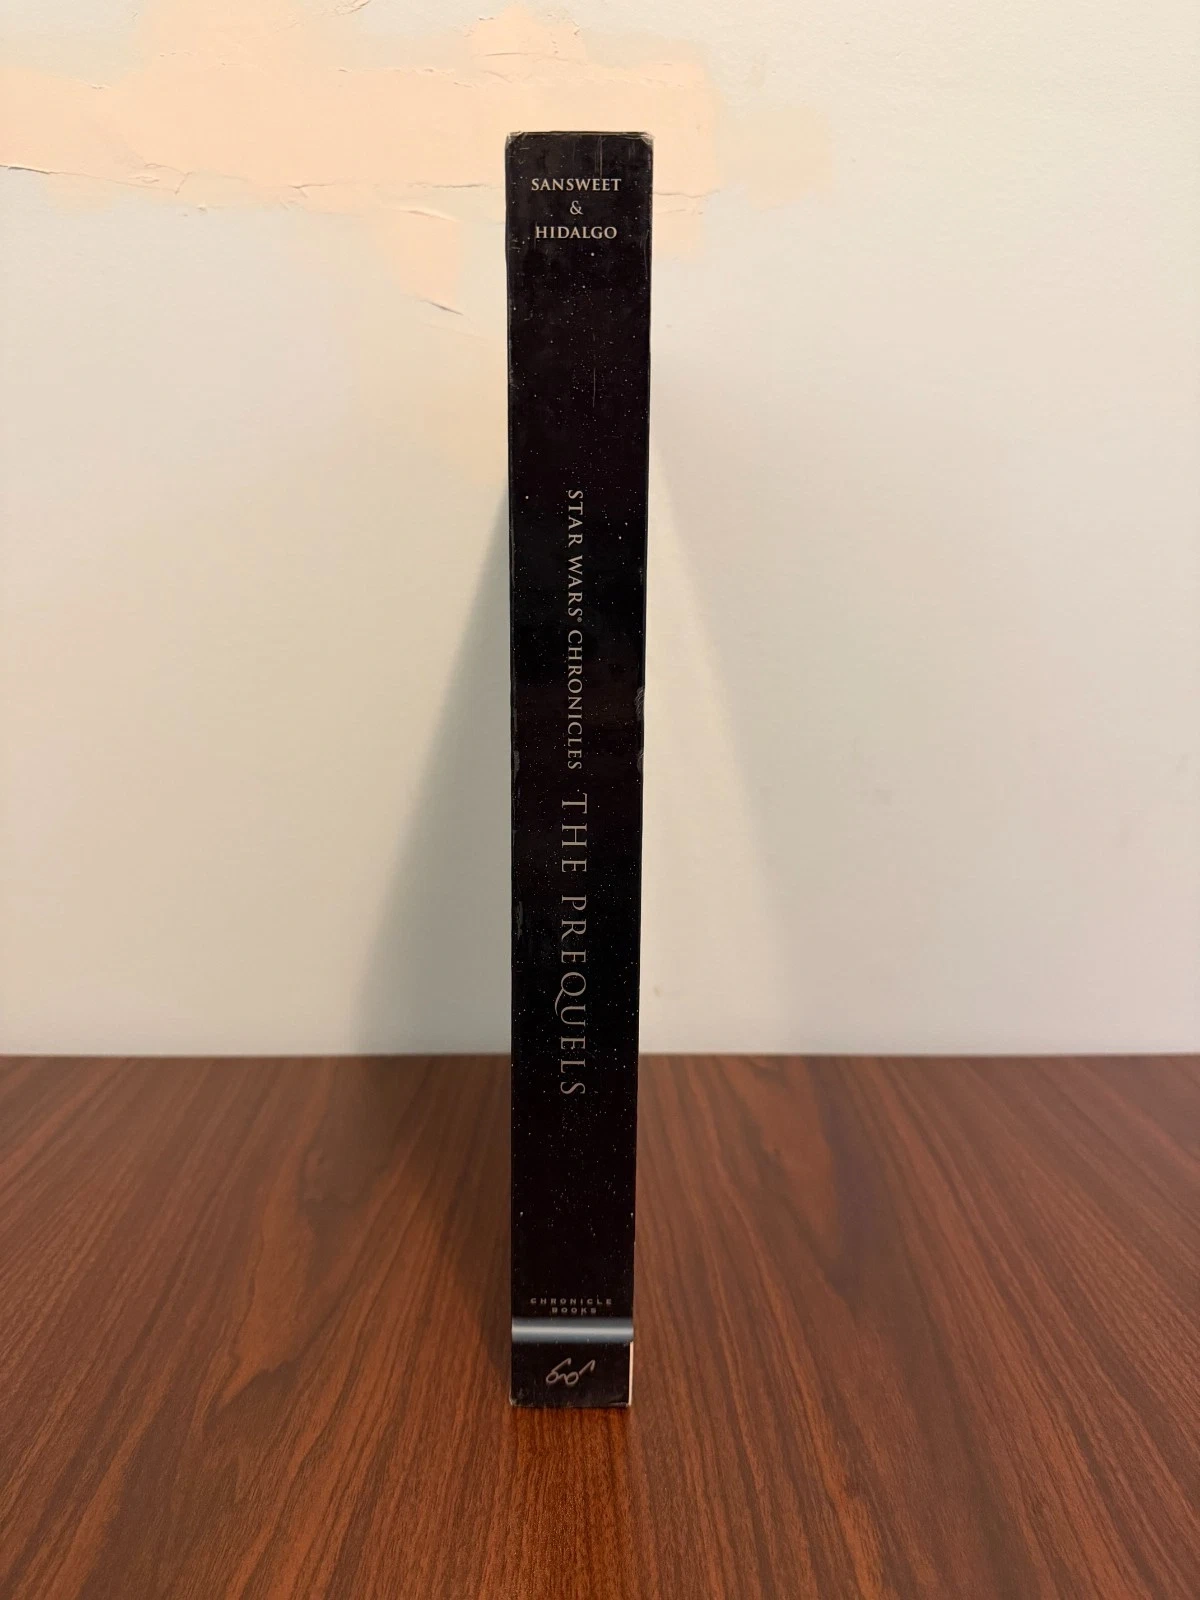 SANSWEET
&
HIDALGO
STAR WARS® CHRONICLES THE PREQUELS
CHRONICLE
BOOKS